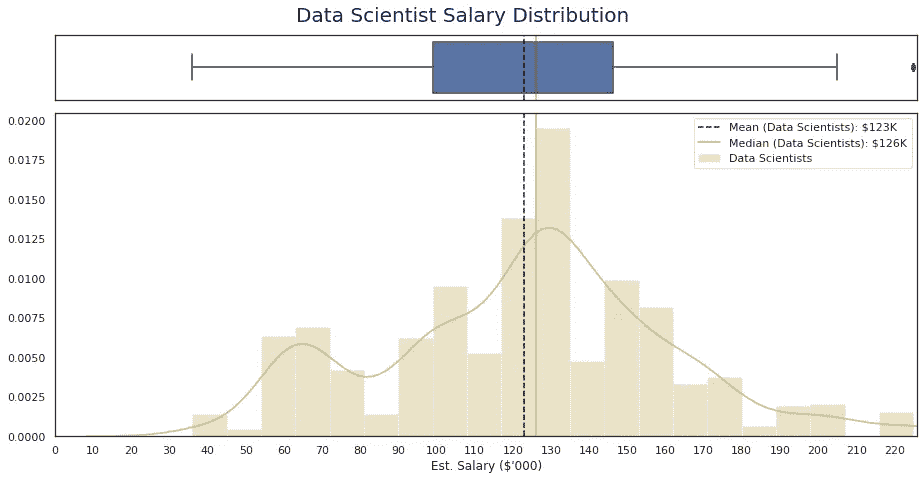 Data Scientist Salary Distribution
0.0200
0.0175
0.0150
0.0125
0.0100
0.0075
0.0050
0.0025
0.0000
Mean (Data Scientists): $123K
Median (Data Scientists): $126K
Data Scientists
0 10 20 30 40 50 60 70 80 90 100 110 120 130 140 150 160 170 180 190 200 210 220
Est. Salary ($'000)